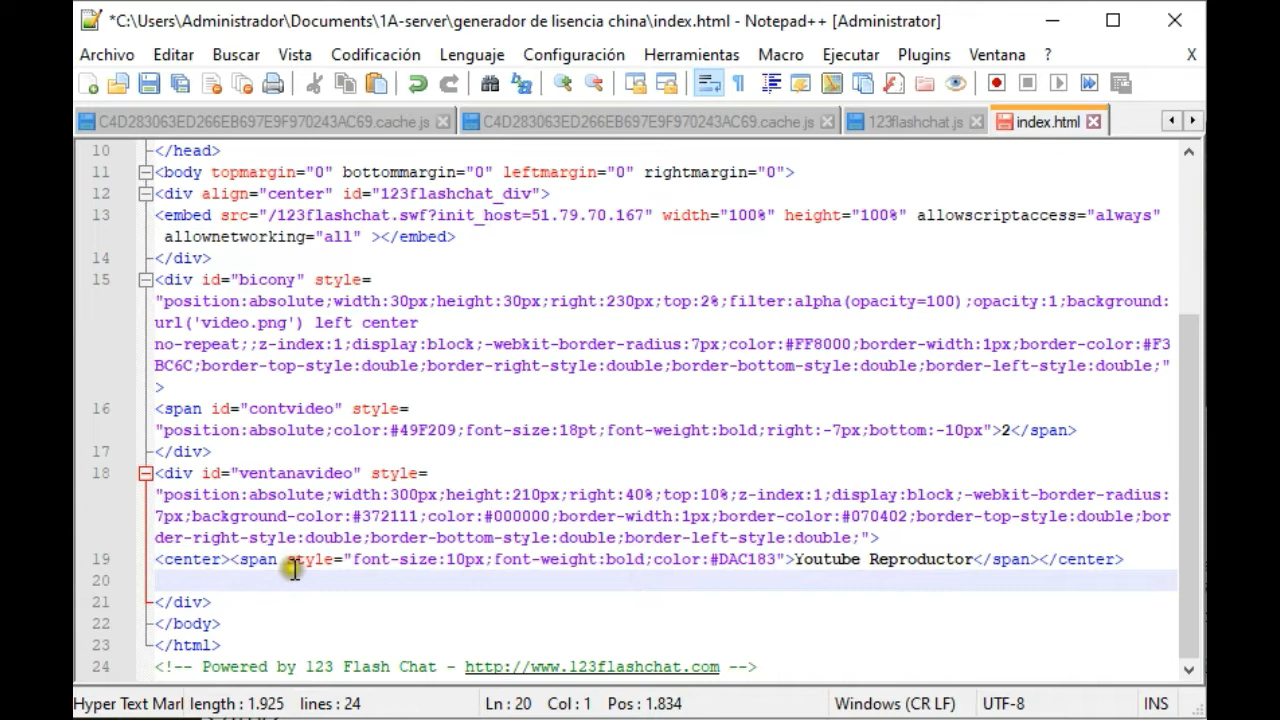 *C:\Users\Administrador\Documents\1A-server\generador de lisencia china\index.html - Notepad++ [Administrator]
Archivo Editar Buscar Vista Codificación Lenguaje Configuración Herramientas Macro Ejecutar Plugins Ventana ? X
C4D283063ED266EB697E9F970243AC69.cache.js C4D283063ED266EB697E9F970243AC69.cache.js 123flashchat.js index.html
10 </head>
11 <body topmargin="0" bottommargin="0" leftmargin="0" rightmargin="0">
12 <div align="center" id="123flashchat_div">
13 <embed src="/123flashchat.swf?init_host=51.79.70.167" width="100%" height="100%" allowscriptaccess="always"
allownetworking="all" ></embed>
14 </div>
15 <div id="bicony" style=
"position:absolute;width:30px;height:30px;right:230px;top:2%;filter:alpha(opacity=100);opacity:1;background:
url('video.png') left center
no-repeat;;z-index:1;display:block;-webkit-border-radius:7px;color:#FF8000;border-width:1px;border-color:#F3
BC6C;border-top-style:double;border-right-style:double;border-bottom-style:double;border-left-style:double;"
>
16 <span id="contvideo" style=
"position:absolute;color:#49F209;font-size:18pt;font-weight:bold;right:-7px;bottom:-10px">2</span>
17 </div>
18 <div id="ventanavideo" style=
"position:absolute;width:300px;height:210px;right:40%;top:10%;z-index:1;display:block;-webkit-border-radius:
7px;background-color:#372111;color:#000000;border-width:1px;border-color:#070402;border-top-style:double;bor
der-right-style:double;border-bottom-style:double;border-left-style:double;">
19 <center><span style="font-size:10px;font-weight:bold;color:#DAC183">Youtube Reproductor</span></center>
20
21 </div>
22 </body>
23 </html>
24 <!-- Powered by 123 Flash Chat - http://www.123flashchat.com -->
Hyper Text Marl length : 1.925 lines : 24 Ln : 20 Col : 1 Pos : 1.834 Windows (CR LF) UTF-8 INS